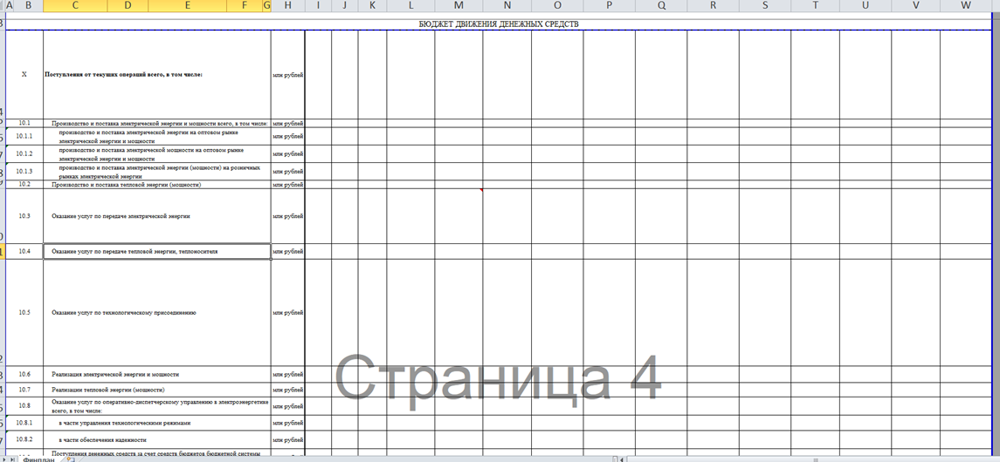 A B C D E F G H I J K L M N O P Q R S T U V W
БЮДЖЕТ ДВИЖЕНИЯ ДЕНЕЖНЫХ СРЕДСТВ
X Поступления от текущих операций всего, в том числе: млн рублей
10.1 Производство и поставка электрической энергии и мощности всего, в том числе: млн рублей
10.1.1 производство и поставка электрической энергии на оптовом рынке
электрической энергии и мощности млн рублей
10.1.2 производство и поставка электрической мощности на оптовом рынке
электрической энергии и мощности млн рублей
10.1.3 производство и поставка электрической энергии (мощности) на розничных
рынках электрической энергии млн рублей
10.2 Производство и поставка тепловой энергии (мощности) млн рублей
10.3 Оказание услуг по передаче электрической энергии млн рублей
10.4 Оказание услуг по передаче тепловой энергии, теплоносителя млн рублей
10.5 Оказание услуг по технологическому присоединению млн рублей
Страница 4
10.6 Реализация электрической энергии и мощности млн рублей
10.7 Реализации тепловой энергии (мощности) млн рублей
10.8 Оказание услуг по оперативно-диспетчерскому управлению в электроэнергетике
всего, в том числе: млн рублей
10.8.1 в части управления технологическими режимами млн рублей
10.8.2 в части обеспечения надежности млн рублей
Поступления денежных средств за счет средств бюджетов бюджетной системы
Финплан